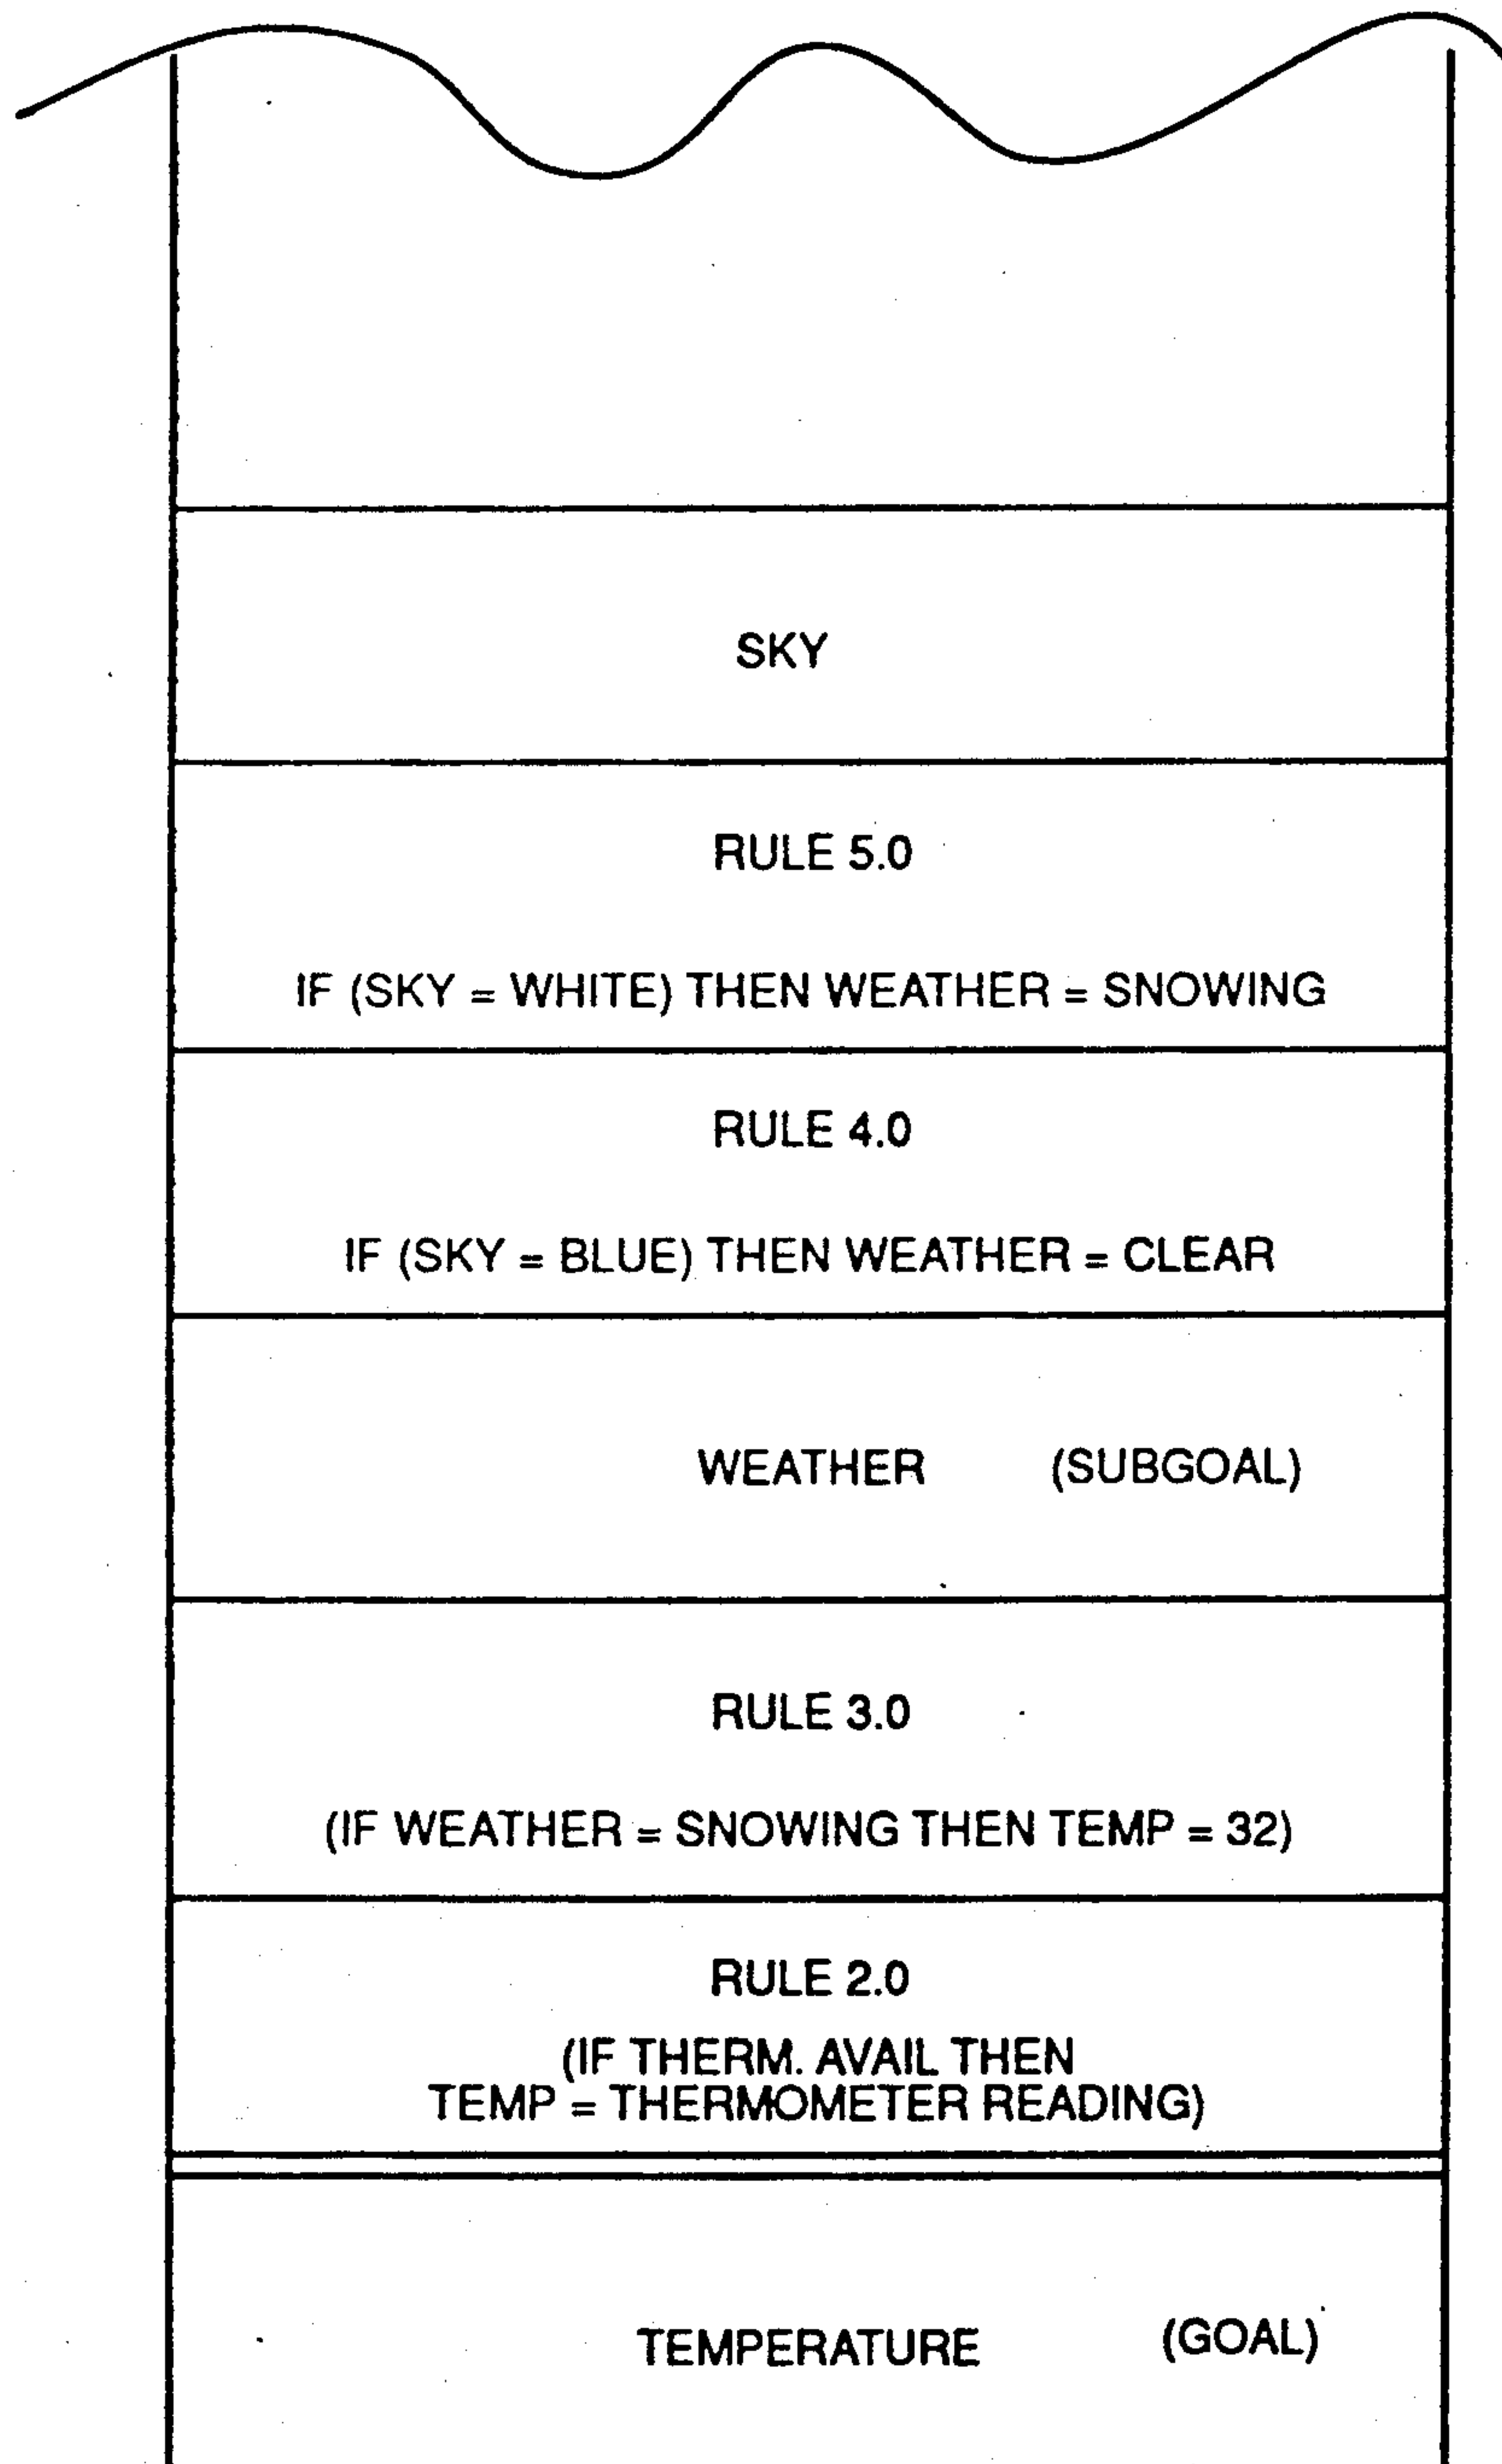 SKY
RULE 5.0
IF (SKY = WHITE) THEN WEATHER = SNOWING
RULE 4.0
IF (SKY = BLUE) THEN WEATHER = CLEAR
WEATHER (SUBGOAL)
RULE 3.0
(IF WEATHER = SNOWING THEN TEMP = 32)
RULE 2.0
(IF THERM. AVAIL THEN
TEMP = THERMOMETER READING)
TEMPERATURE (GOAL)